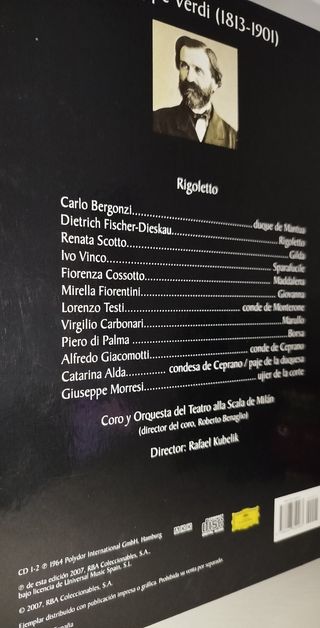 Verdi (1813-1901)
Rigoletto
Carlo Bergonzi........................duque de Mantua
Dietrich Fischer-Dieskau........................Rigoletto
Renata Scotto........................Gilda
Ivo Vinco........................Sparafucile
Fiorenza Cossotto........................Maddalena
Mirella Fiorentini........................Giovanna
Lorenzo Testi........................ conde de Monterone
Virgilio Carbonari........................Marullo
Piero di Palma ........................Borsa
Alfredo Giacomotti........................ conde de Ceprano
Catarina Alda............ condesa de Ceprano / paje de la duquesa
Giuseppe Morresi........................ ujier de la corte
Coro y Orquesta del Teatro alla Scala de Milán
(director del coro, Roberto Benaglio)
Director: Rafael Kubelik
CD 1-2 ℗ 1964 Polydor International GmbH, Hamburg
℗ de esta edición 2007, RBA Coleccionables, S.A.,
bajo licencia de Universal Music Spain, S.L.
© 2007, RBA Coleccionables, S.A.
Ejemplar distribuido con publicación impresa o gráfica. Prohibida su venta por separado.
España